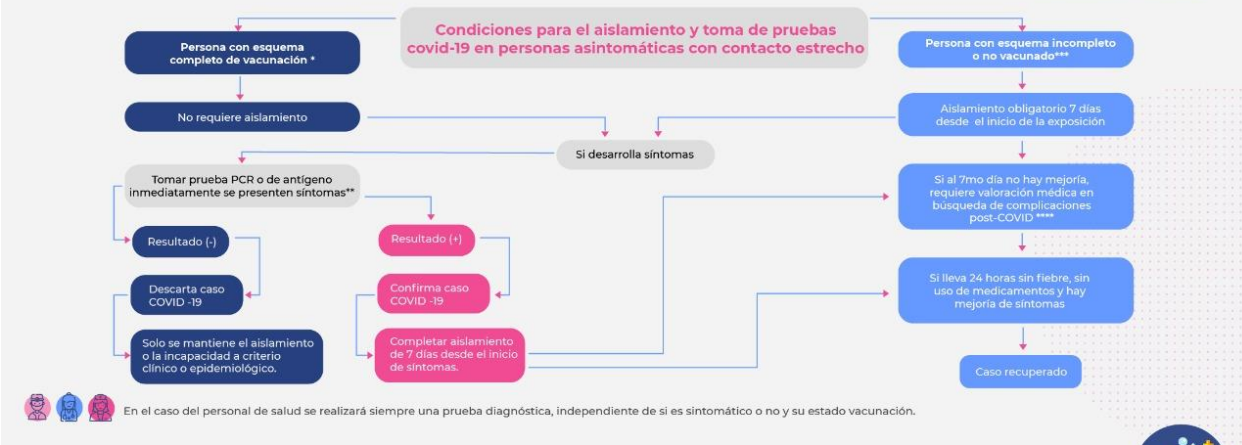 Condiciones para el aislamiento y toma de pruebas
covid-19 en personas asintomáticas con contacto estrecho
Persona con esquema
completo de vacunación *
No requiere aislamiento
Persona con esquema incompleto
o no vacunado***
Aislamiento obligatorio 7 días
desde el inicio de la exposición
Si desarrolla síntomas
Tomar prueba PCR o de antígeno
inmediatamente se presenten síntomas**
Resultado (-)
Descarta caso
COVID -19
Solo se mantiene el aislamiento
o la incapacidad a criterio
clínico o epidemiológico.
Resultado (+)
Confirma caso
COVID -19
Completar aislamiento
de 7 días desde el inicio
de síntomas.
Si al 7mo día no hay mejoría,
requiere valoración médica en
búsqueda de complicaciones
post-COVID ****
Si lleva 24 horas sin fiebre, sin
uso de medicamentos y hay
mejoría de síntomas
Caso recuperado
En el caso del personal de salud se realizará siempre una prueba diagnóstica, independiente de si es sintomático o no y su estado vacunación.